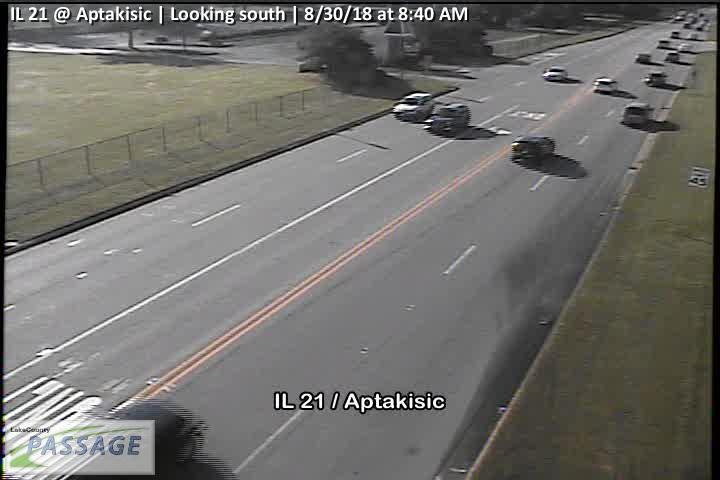 IL 21 @ Aptakisic | Looking south | 8/30/18 at 8:40 AM
IL 21 / Aptakisic
LakeCounty
PASSAGE